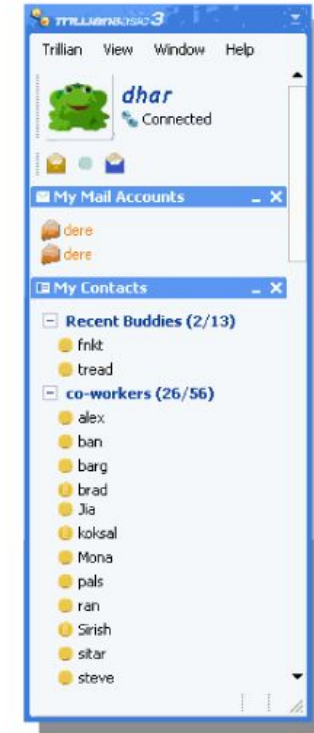 TRILLIAN BASIC 3
Trillian View Window Help
dhar
Connected
My Mail Accounts
dere
dere
My Contacts
Recent Buddies (2/13)
fnkt
tread
co-workers (26/56)
alex
ban
barg
brad
Jia
koksal
Mona
pals
ran
Sirish
sitar
steve